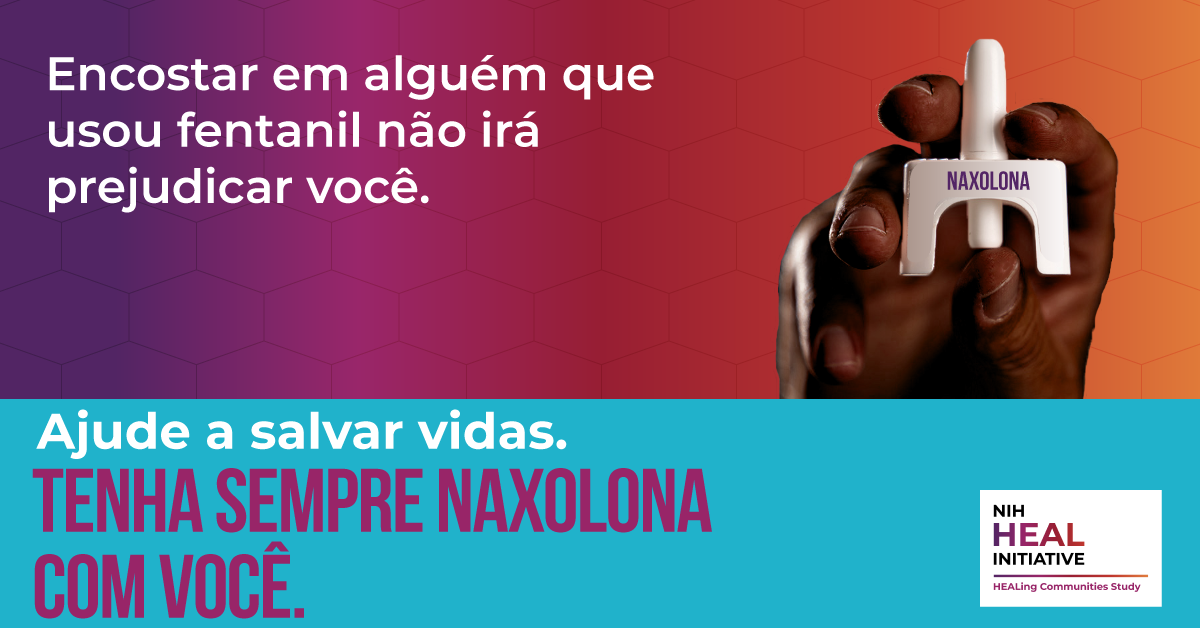 Encostar em alguém que
usou fentanil não irá
prejudicar você.
NAXOLONA
Ajude a salvar vidas.
TENHA SEMPRE NAXOLONA
COM VOCÊ.
NIH
HEAL
INITIATIVE
HEALing Communities Study